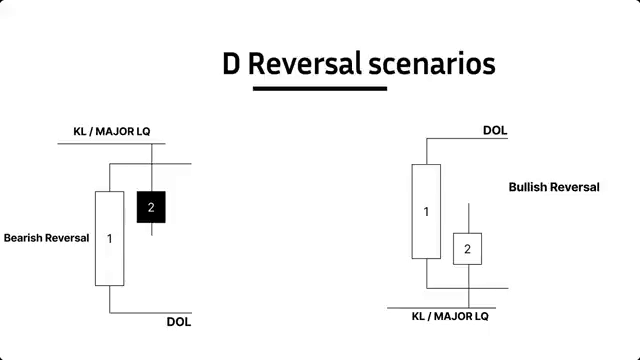 D Reversal scenarios
KL / MAJOR LQ
1
2
Bearish Reversal
DOL
DOL
1
2
Bullish Reversal
KL / MAJOR LQ